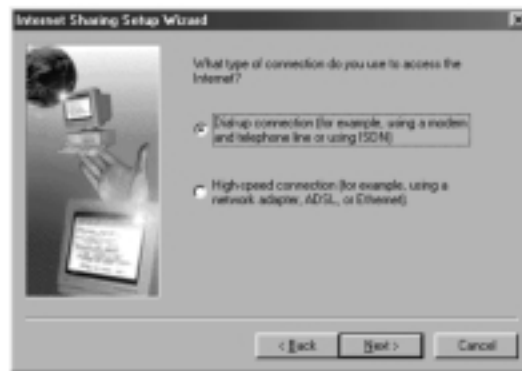 Internet Sharing Setup Wizard
What type of connection do you use to access the
Internet?
Dial-up connection (for example, using a modem
and telephone line or using ISDN)
High-speed connection (for example, using a
network adapter, ADSL, or Ethernet)
< Back
Next >
Cancel